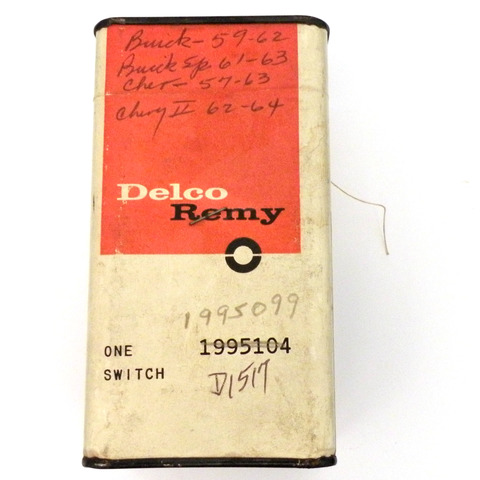 Buick - 59-62
Buick Sp 61-63
Chev - 57-63
Chevy II 62-64
Delco
Remy
1995099
ONE 1995104
SWITCH D1517